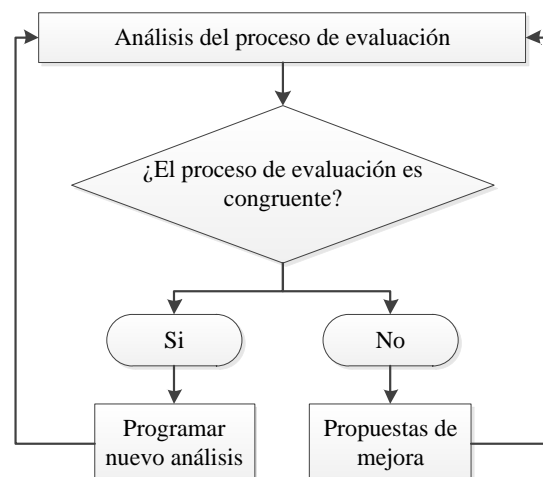 Análisis del proceso de evaluación
¿El proceso de evaluación es
congruente?
Si
No
Programar
nuevo análisis
Propuestas de
mejora